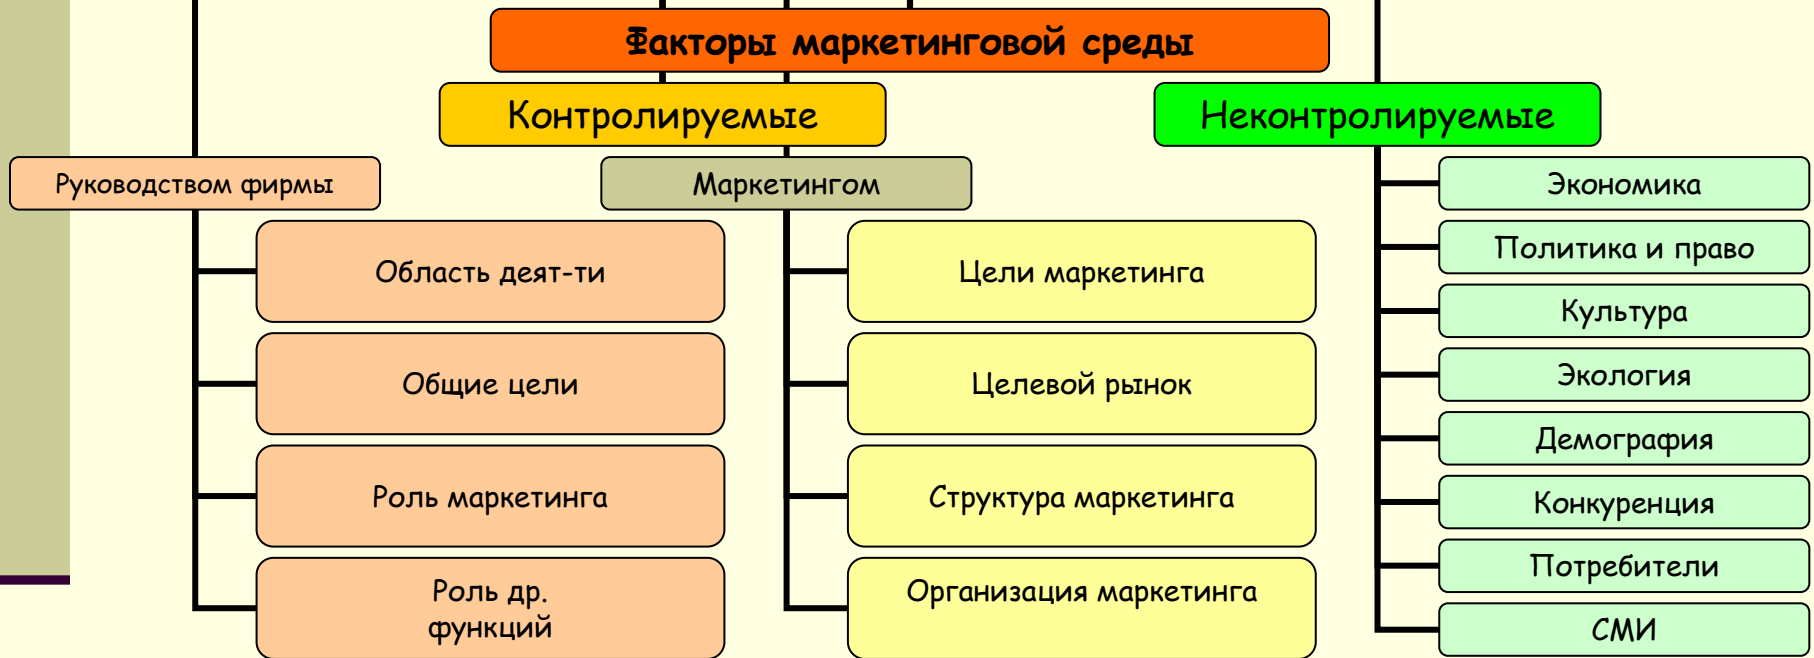 Факторы маркетинговой среды
Контролируемые
Неконтролируемые
Руководством фирмы
Маркетингом
Область деят-ти
Общие цели
Роль маркетинга
Роль др.
функций
Цели маркетинга
Целевой рынок
Структура маркетинга
Организация маркетинга
Экономика
Политика и право
Культура
Экология
Демография
Конкуренция
Потребители
СМИ